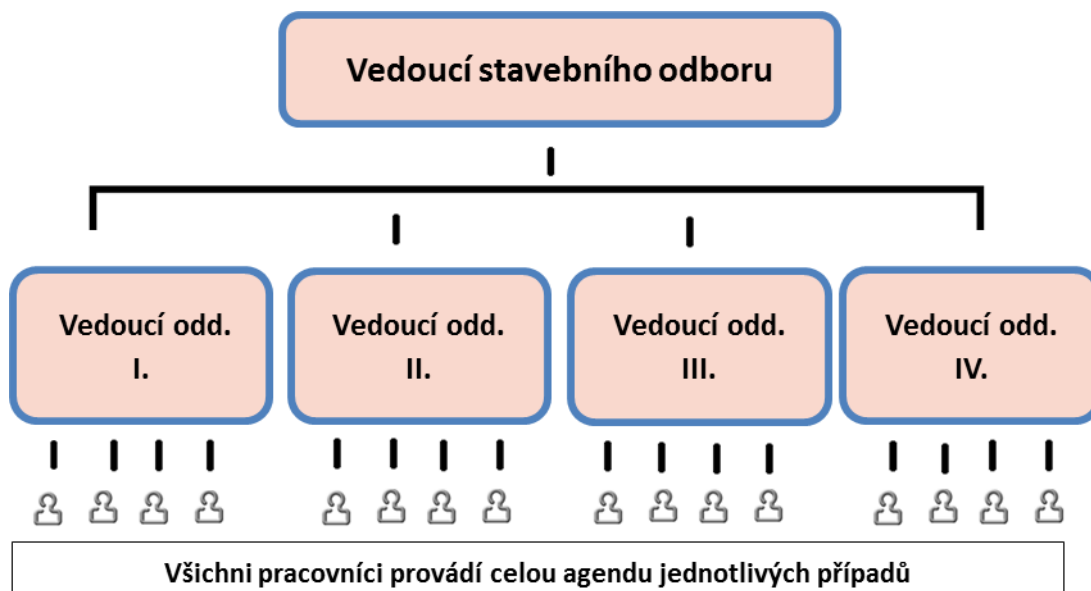 Vedoucí stavebního odboru
Vedoucí odd.
I.
Vedoucí odd.
II.
Vedoucí odd.
III.
Vedoucí odd.
IV.
Všichni pracovníci provádí celou agendu jednotlivých případů